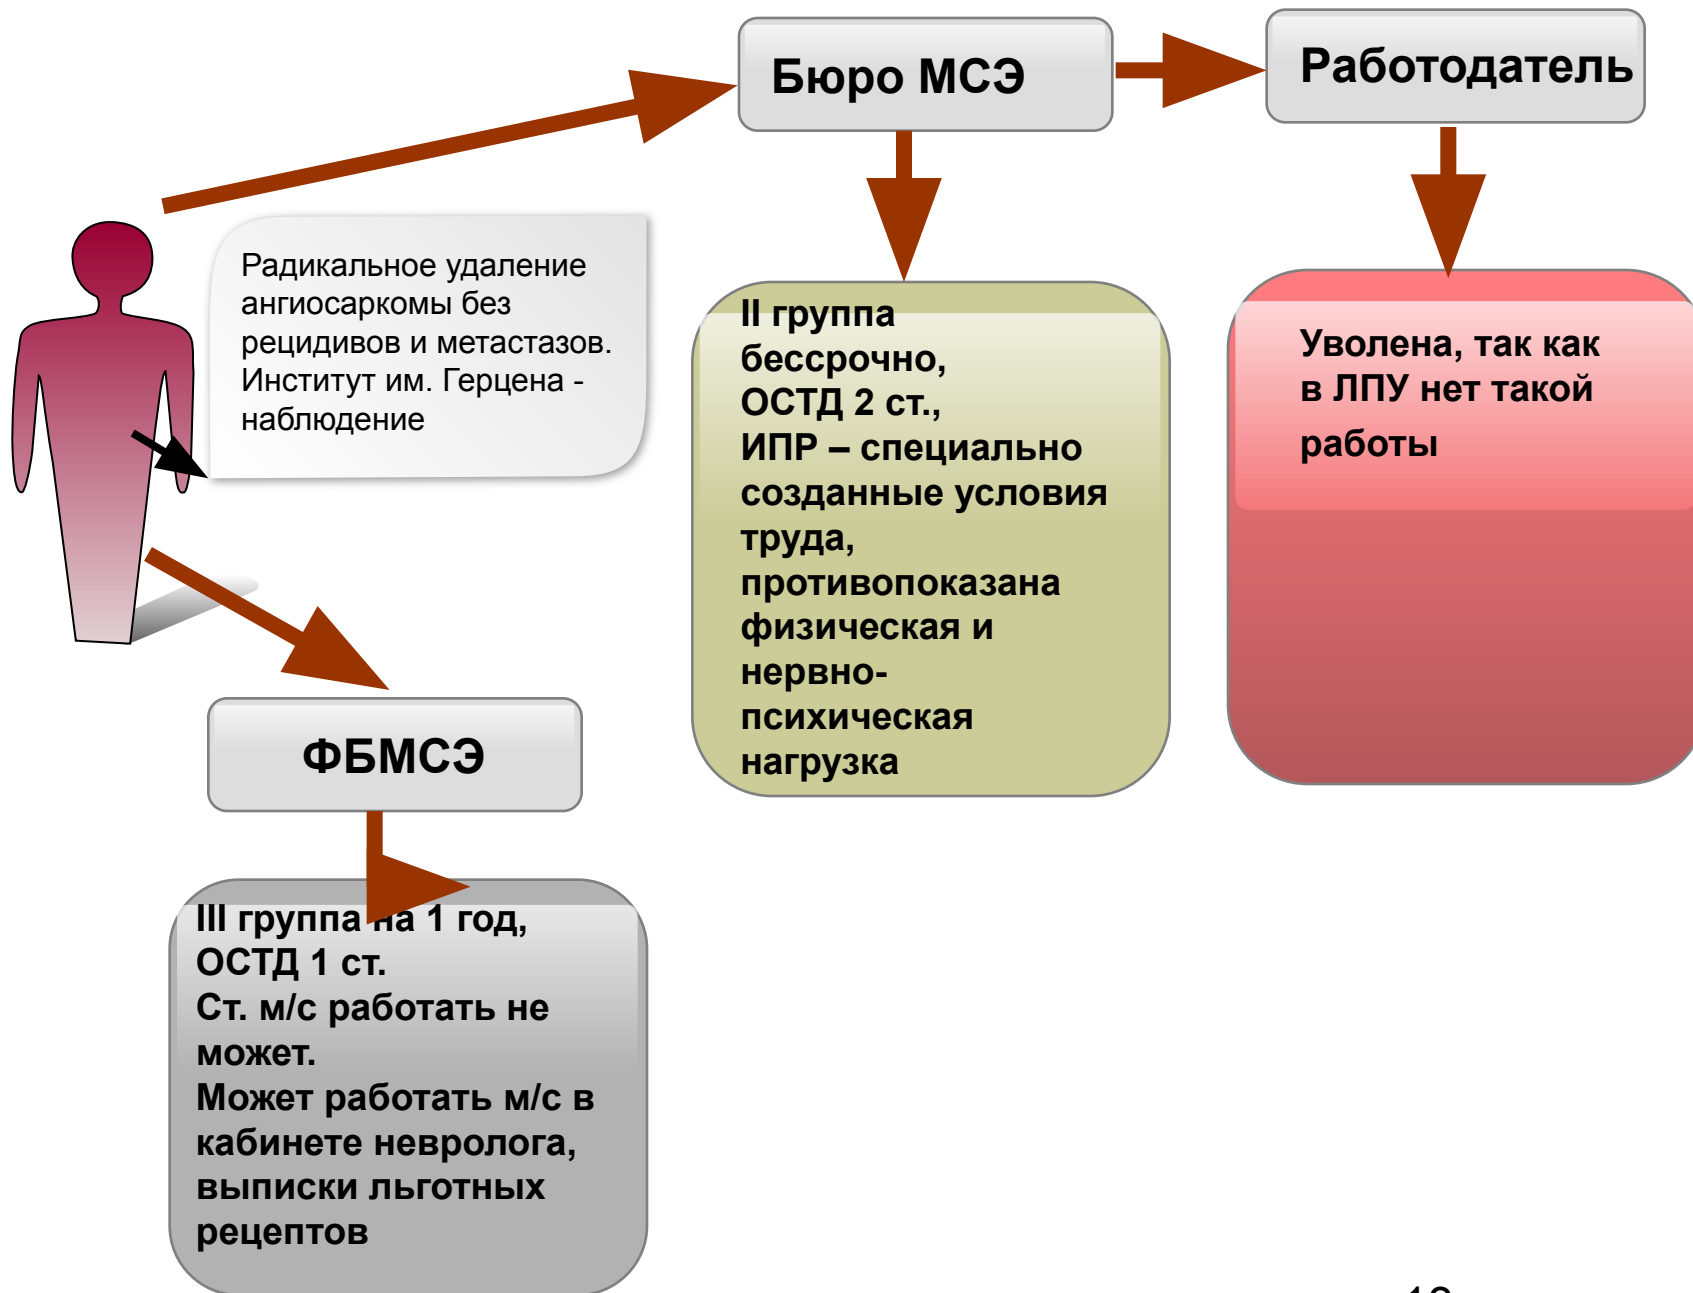 Бюро МСЭ
Работодатель
Радикальное удаление
ангиосаркомы без
рецидивов и метастазов.
Институт им. Герцена -
наблюдение
II группа
бессрочно,
ОСТД 2 ст.,
ИПР – специально
созданные условия
труда,
противопоказана
физическая и
нервно-
психическая
нагрузка
Уволена, так как
в ЛПУ нет такой
работы
ФБМСЭ
III группа на 1 год,
ОСТД 1 ст.
Ст. м/с работать не
может.
Может работать м/с в
кабинете невролога,
выписки льготных
рецептов